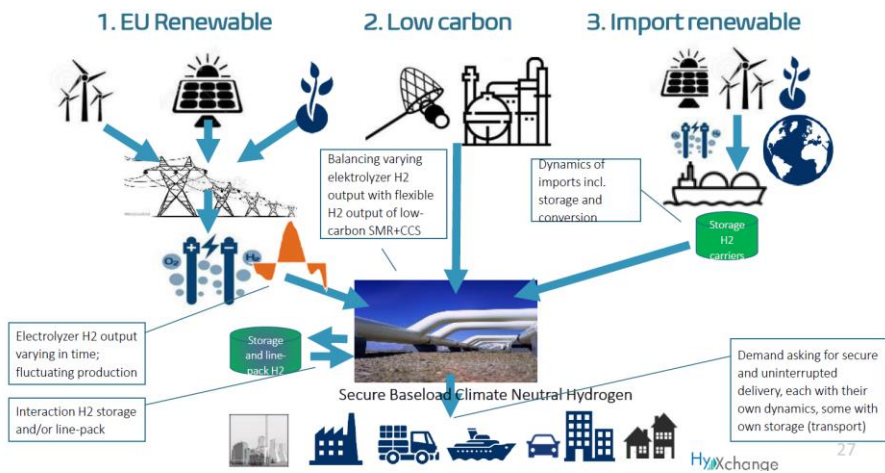 1. EU Renewable
2. Low carbon
3. Import renewable
Balancing varying
elektrolyzer H2
output with flexible
H2 output of low-
carbon SMR+CCS
Dynamics of
imports incl.
storage and
conversion
Storage
H2
carriers
O₂
H₂
Electrolyzer H2 output
varying in time;
fluctuating production
Storage
and line-
pack H2
Interaction H2 storage
and/or line-pack
Secure Baseload Climate Neutral Hydrogen
Demand asking for secure
and uninterrupted
delivery, each with their
own dynamics, some with
own storage (transport)
27
HyXchange